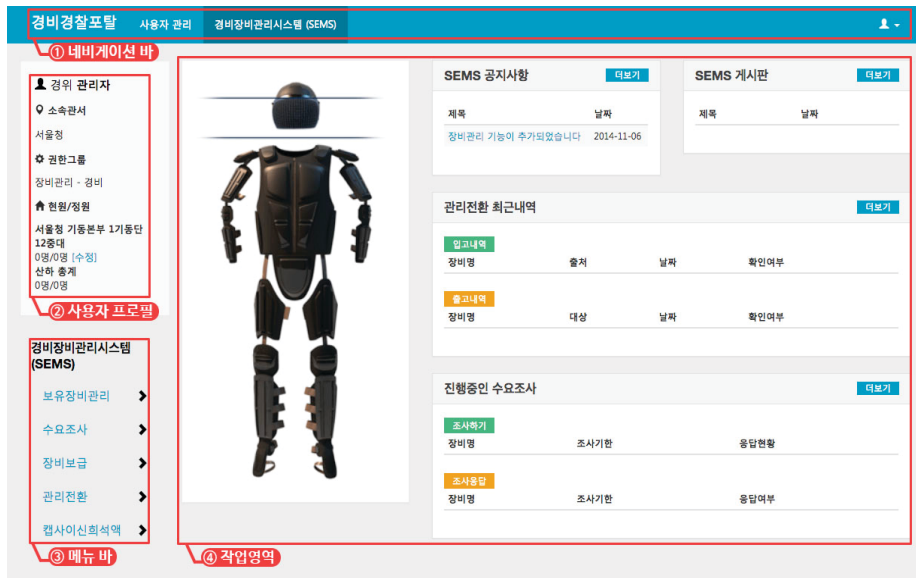 경비경찰포탈 사용자 관리 경비장비관리시스템 (SEMS)
① 네비게이션 바
경위 관리자
소속관서
서울청
권한그룹
장비관리 - 경비
현원/정원
서울청 기동본부 1기동단
12중대
0명/0명 [수정]
산하 총계
0명/0명
② 사용자 프로필
경비장비관리시스템
(SEMS)
보유장비관리
수요조사
장비보급
관리전환
캡사이신희석액
③ 메뉴 바
SEMS 공지사항 더보기
제목 날짜
장비관리 기능이 추가되었습니다 2014-11-06
SEMS 게시판 더보기
제목 날짜
관리전환 최근내역 더보기
입고내역
장비명 출처 날짜 확인여부
출고내역
장비명 대상 날짜 확인여부
진행중인 수요조사 더보기
조사하기
장비명 조사기한 응답현황
조사응답
장비명 조사기한 응답여부
④ 작업영역